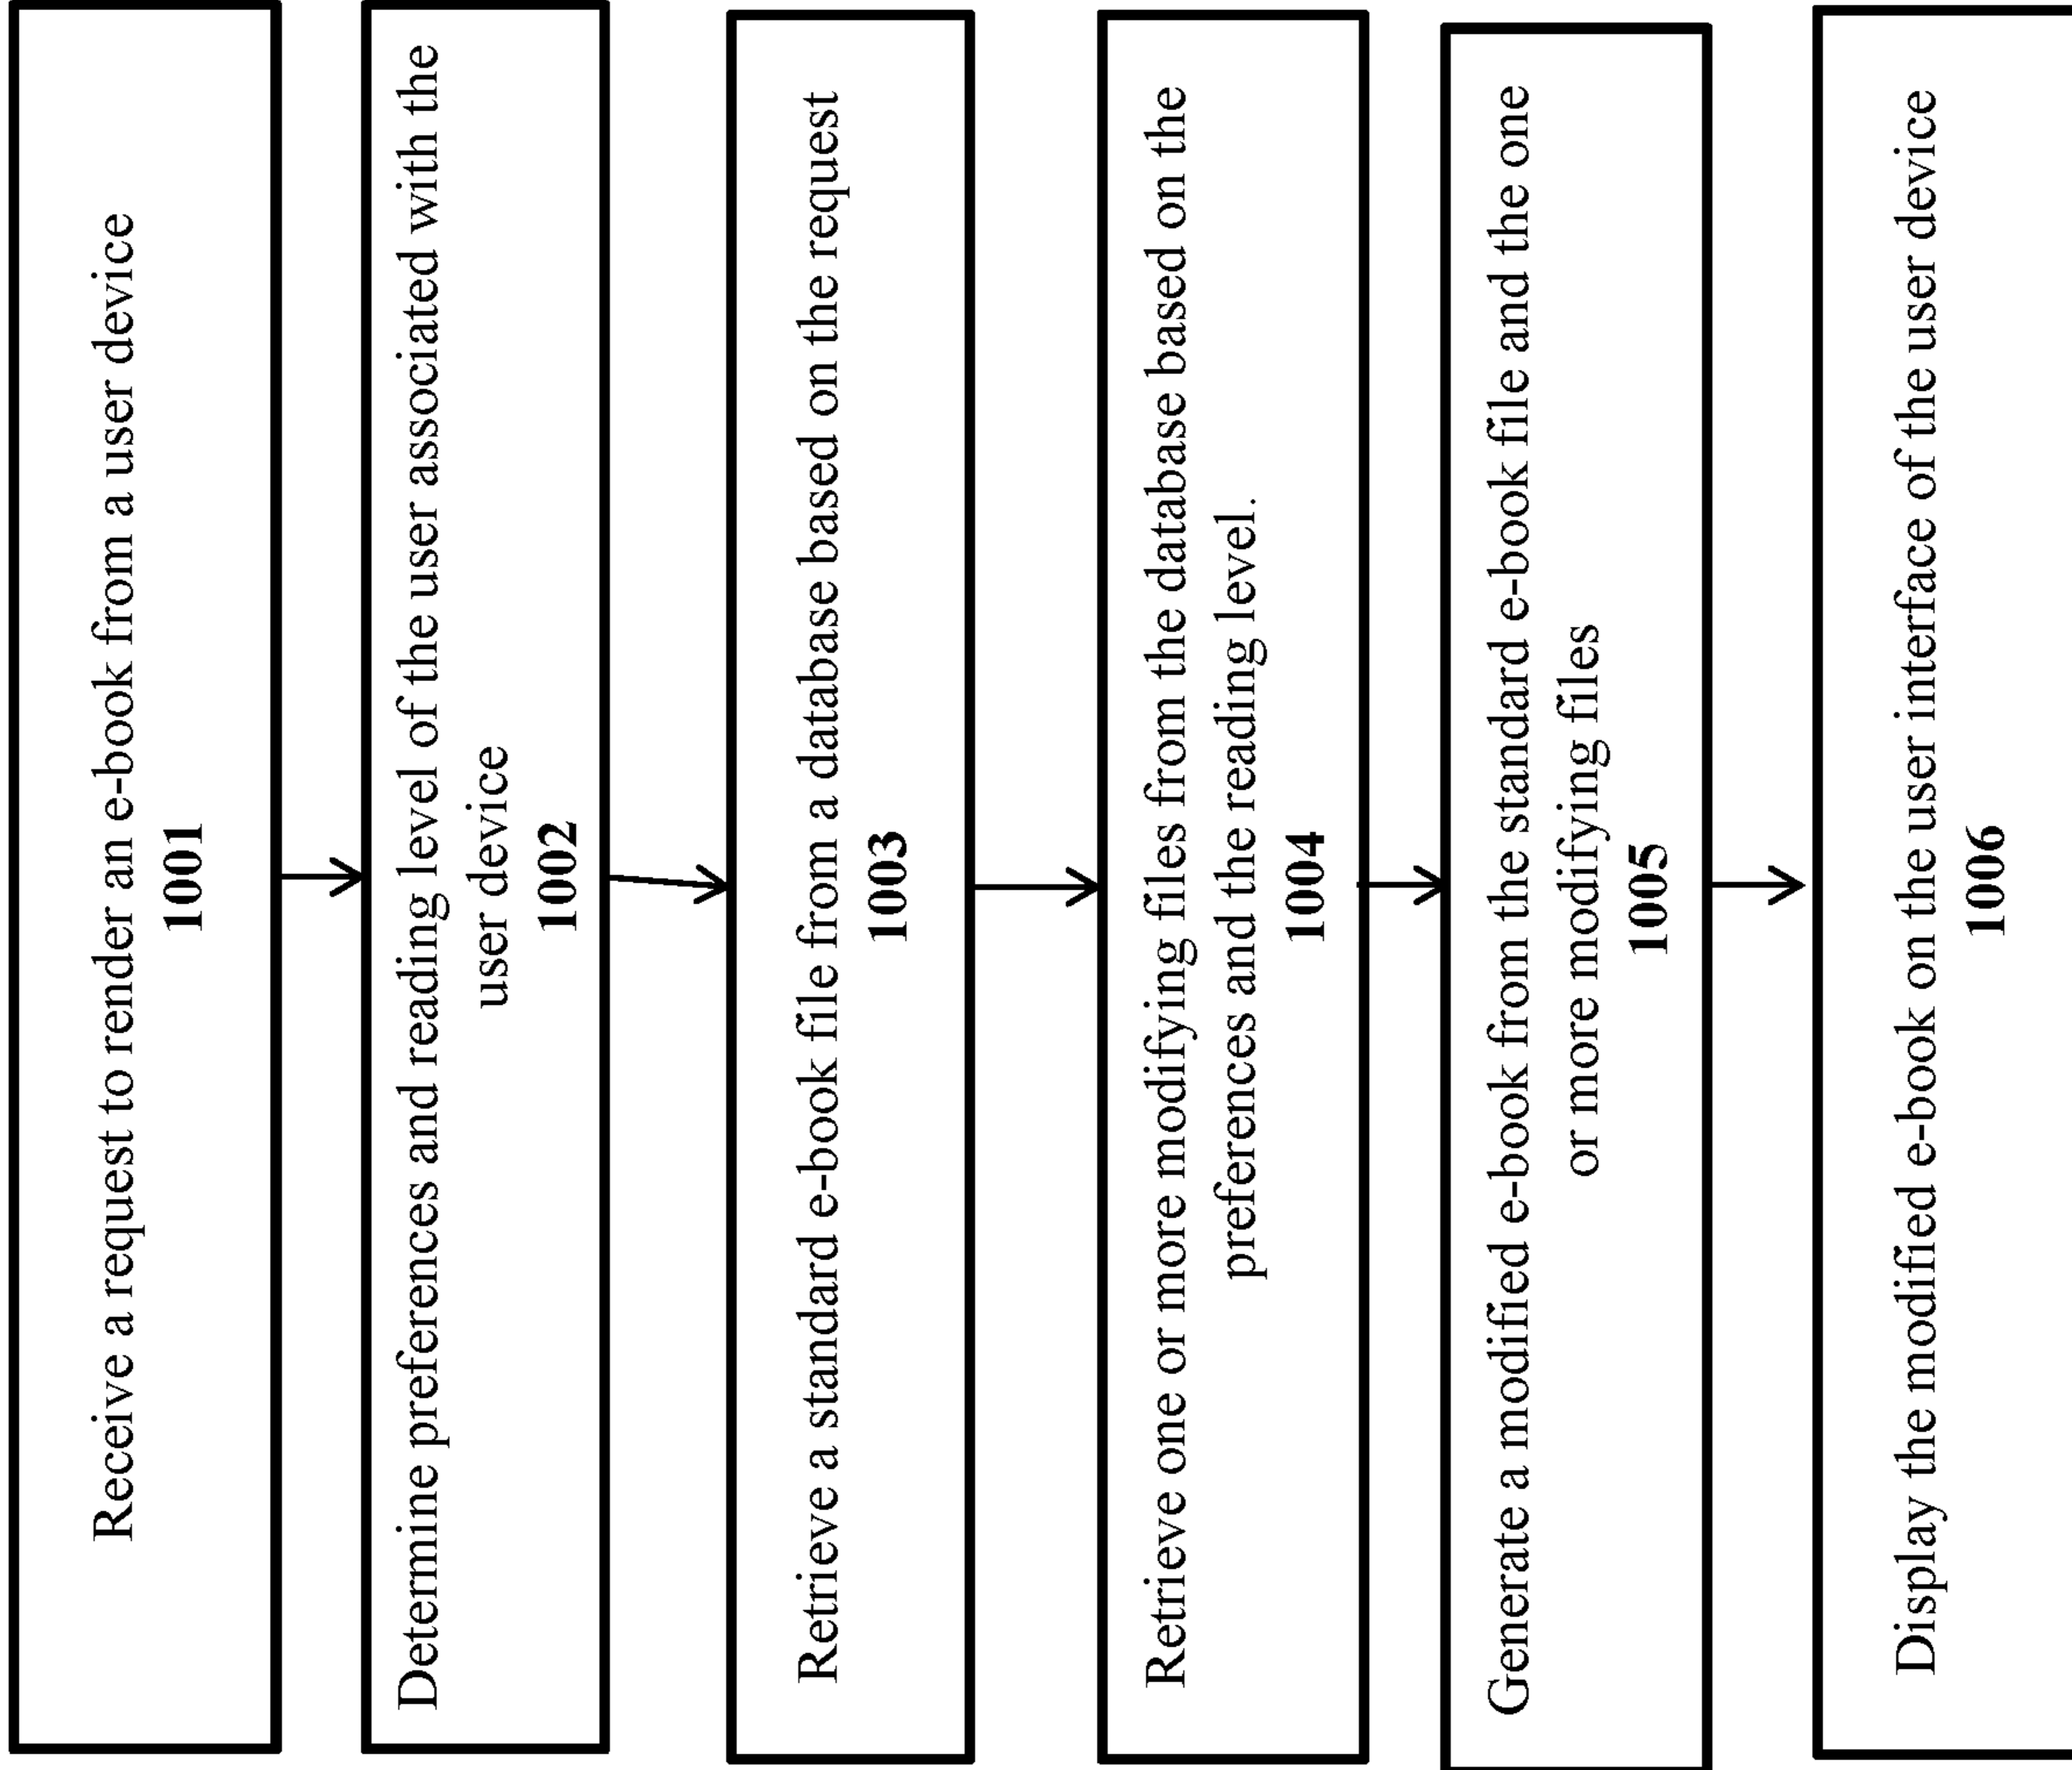 Receive a request to render an e-book from a user device
1001
Determine preferences and reading level of the user associated with the
user device
1002
Retrieve a standard e-book file from a database based on the request
1003
Retrieve one or more modifying files from the database based on the
preferences and the reading level.
1004
Generate a modified e-book from the standard e-book file and the one
or more modifying files
1005
Display the modified e-book on the user interface of the user device
1006